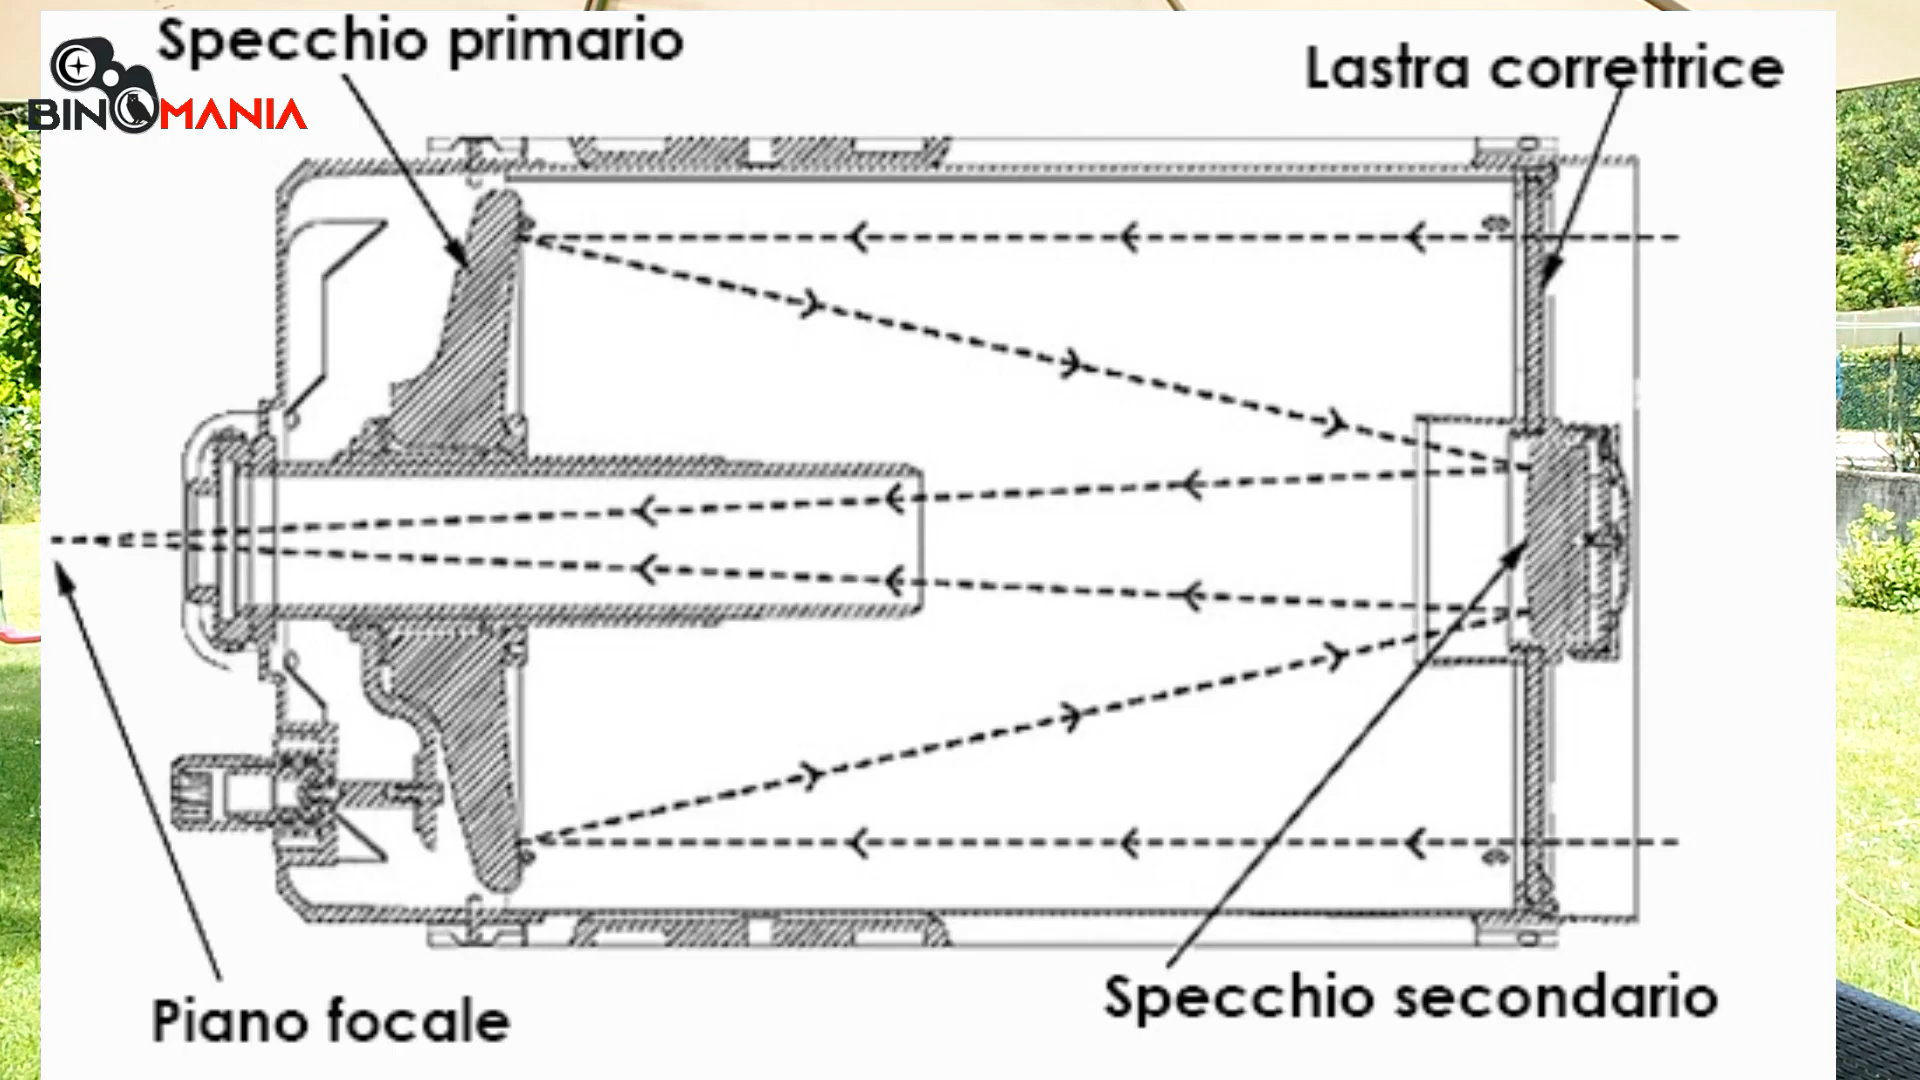 Specchio primario
Lastra correttrice
BINOMANIA
Piano focale
Specchio secondario